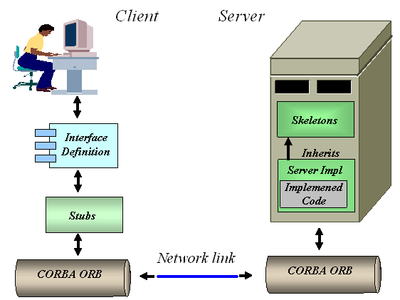 Client Server
Skeletons
Interface
Definition
Inherits
Server Impl
Implemened
Code
Stubs
Network link
CORBA ORB
CORBA ORB